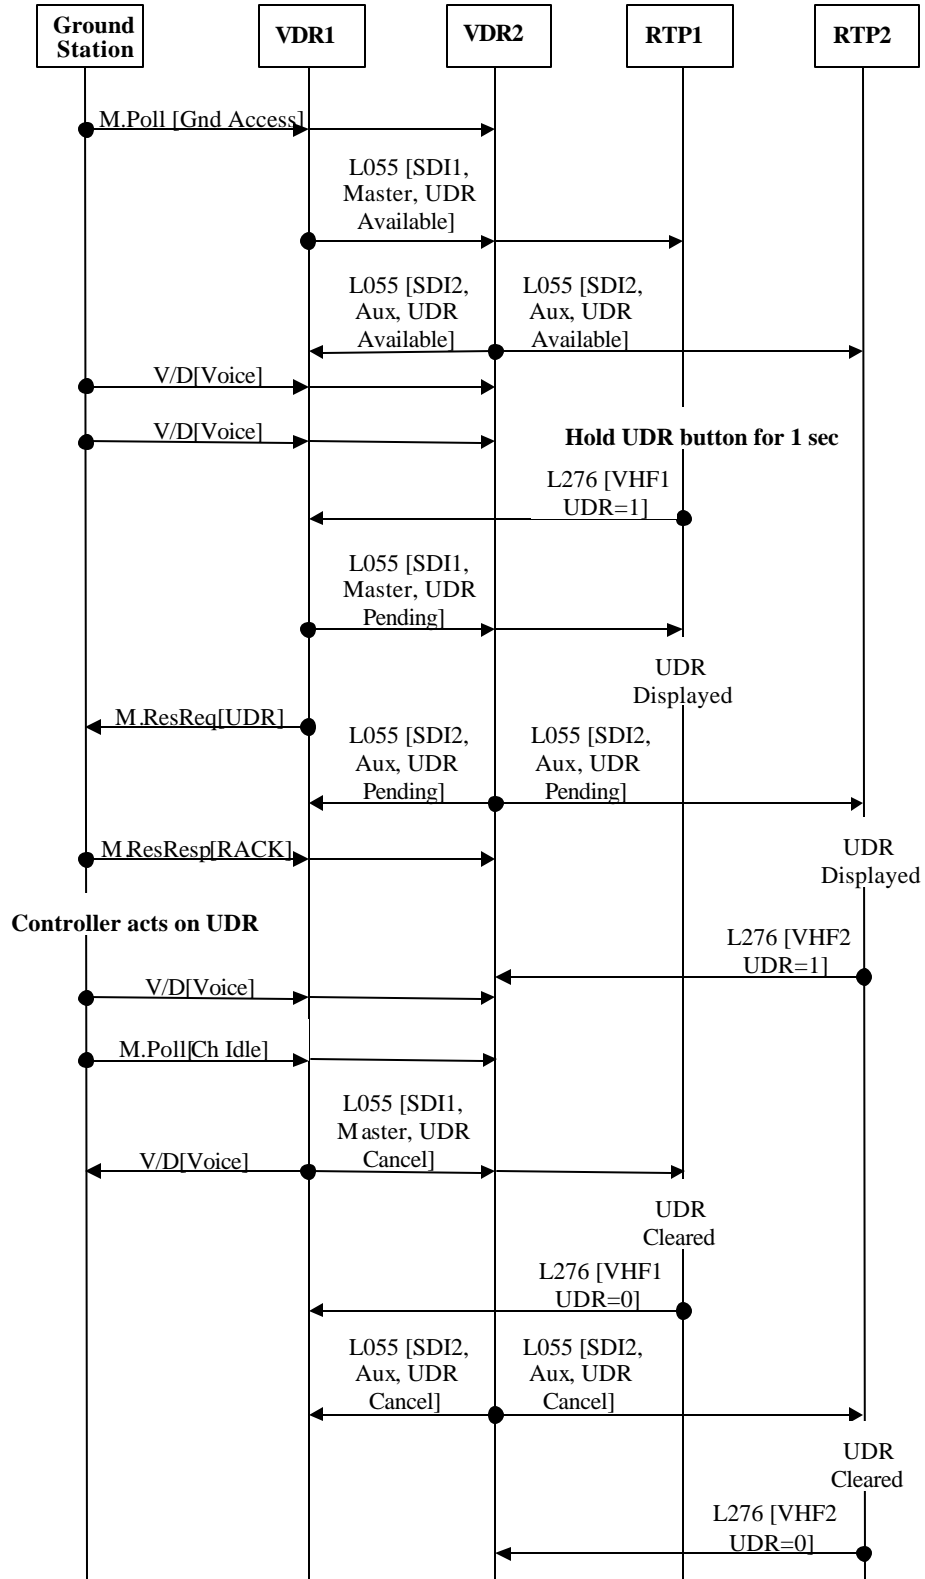 Ground
Station
VDR1
VDR2
RTP1
RTP2
M.Poll [Gnd Access]
L055 [SDI1,
Master, UDR
Available]
L055 [SDI2,
Aux, UDR
Available]
L055 [SDI2,
Aux, UDR
Available]
V/D[Voice]
V/D[Voice]
Hold UDR button for 1 sec
L276 [VHF1
UDR=1]
L055 [SDI1,
Master, UDR
Pending]
UDR
Displayed
M.ResReq[UDR]
L055 [SDI2,
Aux, UDR
Pending]
L055 [SDI2,
Aux, UDR
Pending]
M.ResResp[RACK]
UDR
Displayed
Controller acts on UDR
L276 [VHF2
UDR=1]
V/D[Voice]
M.Poll[Ch Idle]
L055 [SDI1,
Master, UDR
Cancel]
V/D[Voice]
UDR
Cleared
L276 [VHF1
UDR=0]
L055 [SDI2,
Aux, UDR
Cancel]
L055 [SDI2,
Aux, UDR
Cancel]
UDR
Cleared
L276 [VHF2
UDR=0]